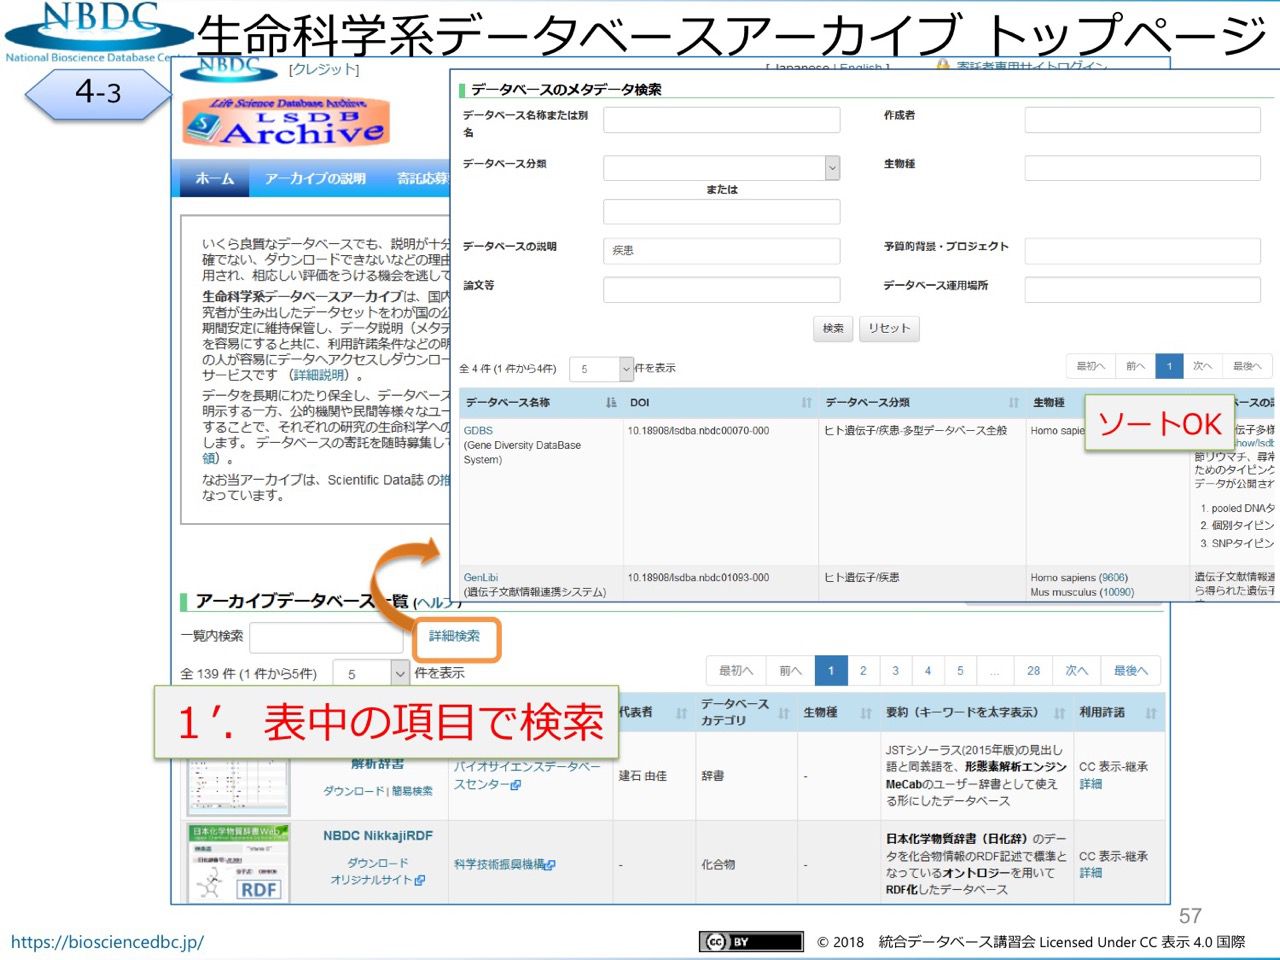 NBDC
National Bioscience Database
生命科学系データベースアーカイブ トップページ
4-3
NBDC
[クレジット]
[ Japanese | English ]
寄託者専用サイトログイン
Life Science Database Archive
LSDB
Archive
ホーム
アーカイブの説明
寄託応募
いくら良質なデータベースでも、説明が十分
確でない、ダウンロードできないなどの理由
用され、相応しい評価をうける機会を逃して
生命科学系データベースアーカイブは、国内
究者が生み出したデータセットをわが国の公
期間安定に維持保管し、データ説明（メタデ
を容易にすると共に、利用許諾条件などの明
の人が容易にデータへアクセスしダウンロー
サービスです （詳細説明）。
データを長期にわたり保全し、データベース
明示する一方、公的機関や民間等様々なユー
することで、それぞれの研究の生命科学への
します。 データベースの寄託を随時募集して
領）。
なお当アーカイブは、Scientific Data誌 の推
なっています。
データベースのメタデータ検索
データベース名称または別
名
作成者
データベース分類
生物種
または
データベースの説明
疾患
予算的背景・プロジェクト
論文等
データベース運用場所
検索
リセット
全 4 件 (1 件から4件)
5
件を表示
最初へ 前へ 1 次へ 最後へ
データベース名称 DOI データベース分類 生物種
ースの説
ソートOK
GDBS
(Gene Diversity DataBase
System)
10.18908/lsdba.nbdc00070-000
ヒト遺伝子/疾患-多型データベース全般
Homo sapie
伝子多様
show/lsdb
節リウマチ、尋常
ためのタイピング
データが公開され
1. pooled DNAタ
2. 個別タイピン
3 SNPタイピン
GenLibi
(遺伝子文献情報連携システム)
10.18908/lsdba.nbdc01093-000
ヒト遺伝子/疾患
Homo sapiens (9606)
Mus musculus (10090)
遺伝子文献情報連
ら得られた遺伝子
アーカイブデータベース一覧 (ヘルプ)
一覧内検索
詳細検索
全 139 件 (1 件から5件)
5
件を表示
最初へ 前へ 1 2 3 4 5 ... 28 次へ 最後へ
１′．表中の項目で検索
代表者
データベース
カテゴリ
生物種
要約（キーワードを太字表示）
利用許諾
解析辞書
ダウンロード | 簡易検索
バイオサイエンスデータベー
スセンター
建石 由佳
辞書
-
JSTシソーラス(2015年版)の見出し
語と同義語を、形態素解析エンジン
MeCabのユーザー辞書として使え
る形にしたデータベース
CC 表示-継承
詳細
日本化学物質辞書Web
RDF
NBDC NikkajiRDF
ダウンロード
オリジナルサイト
科学技術振興機構
-
化合物
-
日本化学物質辞書（日化辞）のデー
タを化合物情報のRDF記述で標準と
なっているオントロジーを用いて
RDF化したデータベース
CC 表示-継承
詳細
57
https://biosciencedbc.jp/
cc BY
© 2018 統合データベース講習会 Licensed Under CC 表示 4.0 国際